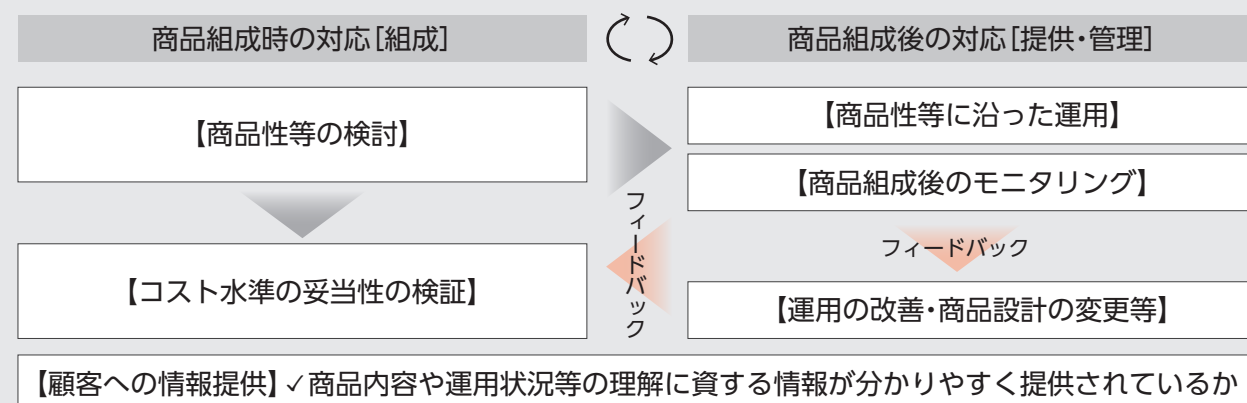 商品組成時の対応［組成］
商品組成後の対応［提供・管理］
【商品性等の検討】
【コスト水準の妥当性の検証】
フィードバック
【商品性等に沿った運用】
【商品組成後のモニタリング】
フィードバック
【運用の改善・商品設計の変更等】
【顧客への情報提供】✓商品内容や運用状況等の理解に資する情報が分かりやすく提供されているか